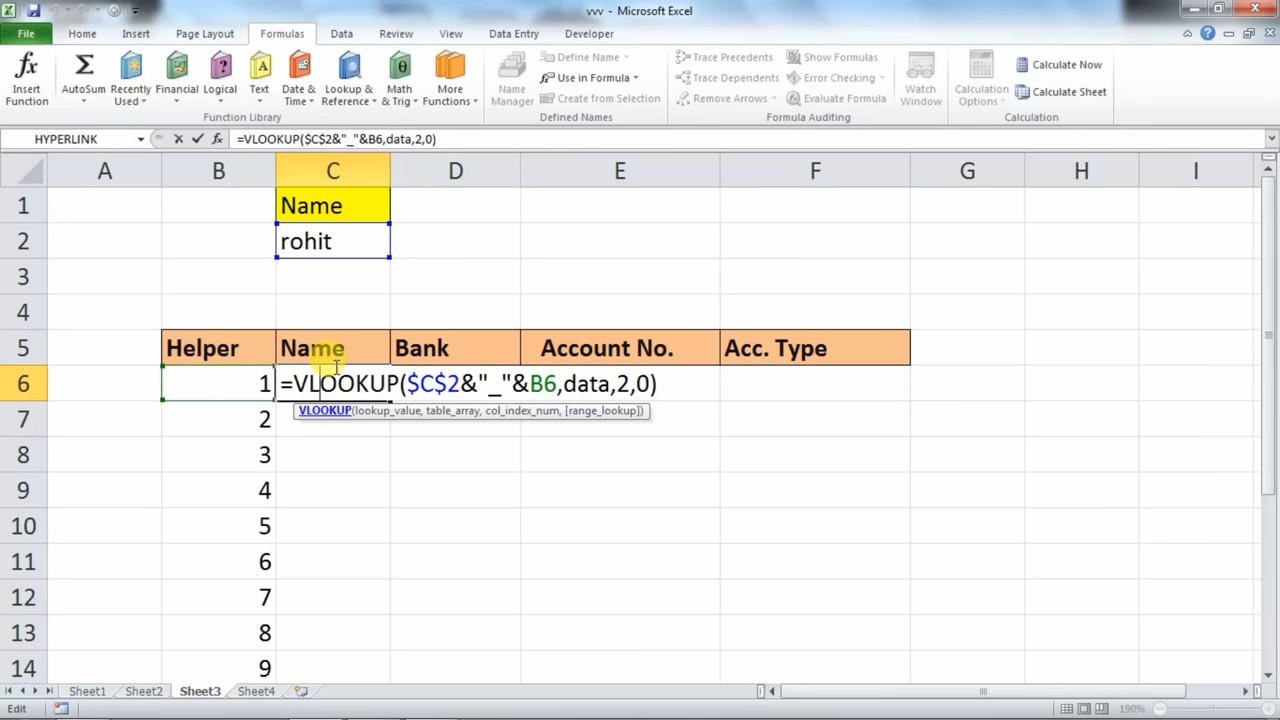 vvv - Microsoft Excel
File Home Insert Page Layout Formulas Data Review View Data Entry Developer
Insert Function
AutoSum
Recently Used
Financial
Logical
Text
Date & Time
Lookup & Reference
Math & Trig
More Functions
Function Library
Name Manager
Define Name
Use in Formula
Create from Selection
Defined Names
Trace Precedents
Trace Dependents
Remove Arrows
Show Formulas
Error Checking
Evaluate Formula
Watch Window
Formula Auditing
Calculation Options
Calculate Now
Calculate Sheet
Calculation
HYPERLINK fx =VLOOKUP($C$2&"_"&B6,data,2,0)
A B C D E F G H I
1 Name
2 rohit
3
4
5 Helper Name Bank Account No. Acc. Type
6 1 =VLOOKUP($C$2&"_"&B6,data,2,0)
VLOOKUP(lookup_value, table_array, col_index_num, [range_lookup])
7 2
8 3
9 4
10 5
11 6
12 7
13 8
14 9
Sheet1 Sheet2 Sheet3 Sheet4
Edit 190%